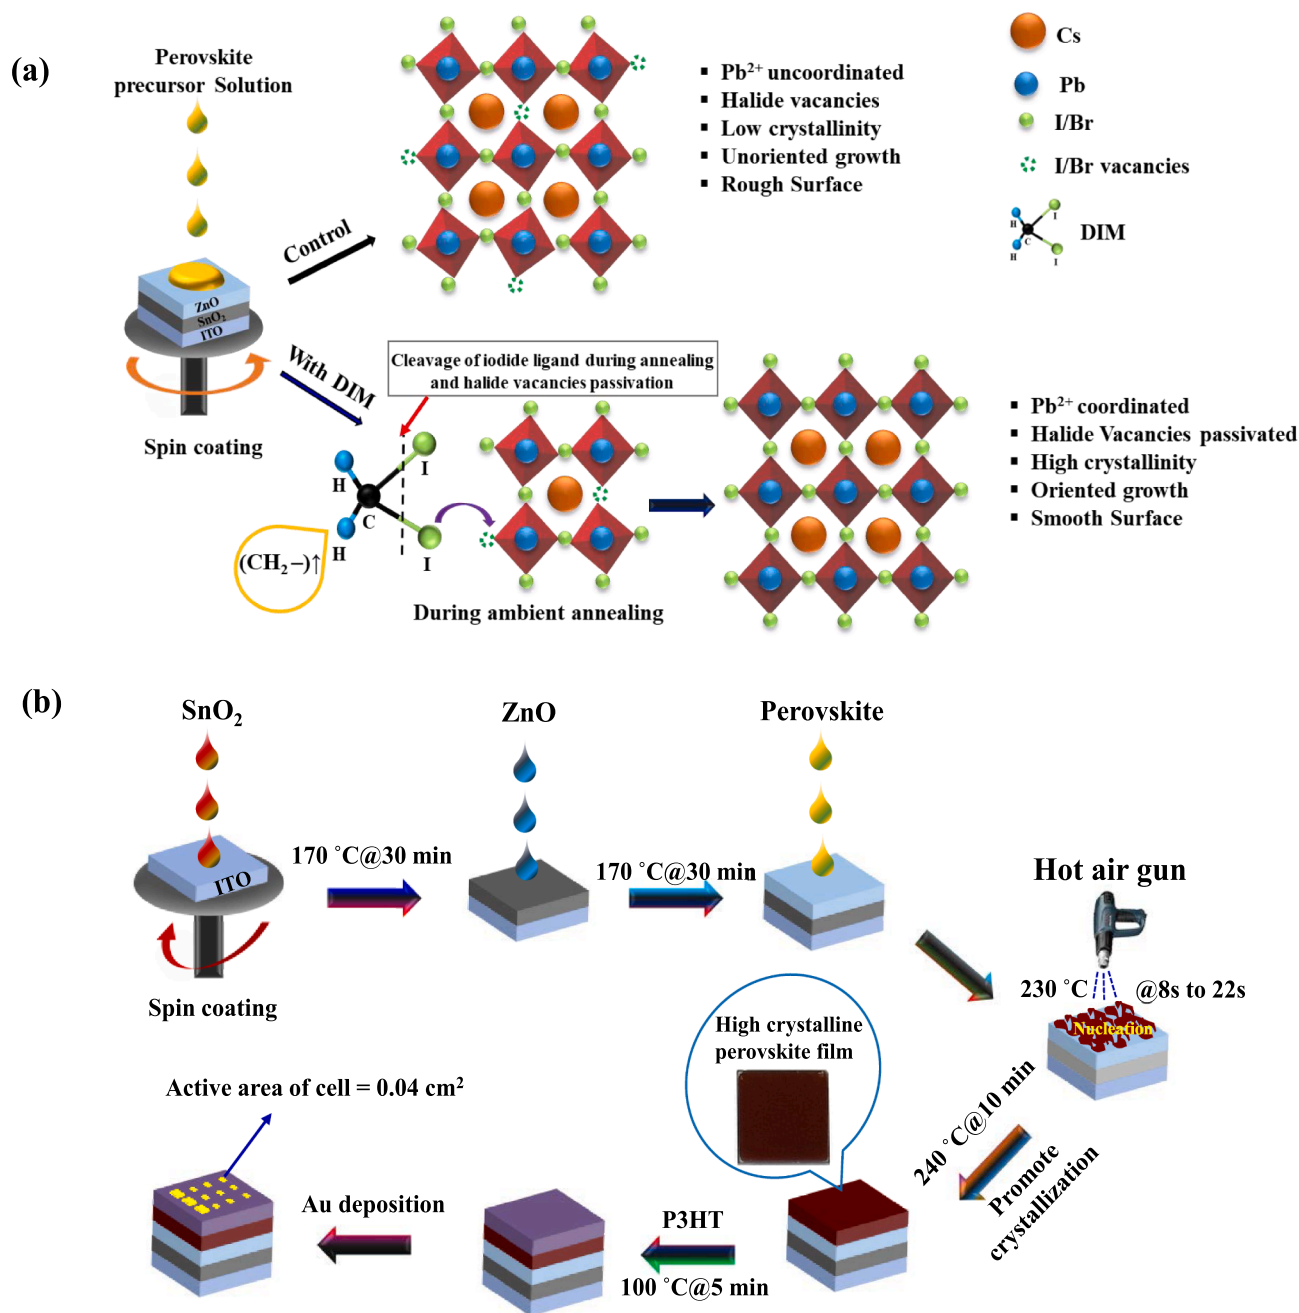 (a)
Perovskite
precursor Solution
ZnO
SnO₂
ITO
Spin coating
Control
▪ Pb²⁺ uncoordinated
▪ Halide vacancies
▪ Low crystallinity
▪ Unoriented growth
▪ Rough Surface
Cs
Pb
I/Br
I/Br vacancies
H
H
C
I
I
DIM
With DIM
Cleavage of iodide ligand during annealing
and halide vacancies passivation
H
H
C
I
I
(CH₂−)↑
During ambient annealing
▪ Pb²⁺ coordinated
▪ Halide Vacancies passivated
▪ High crystallinity
▪ Oriented growth
▪ Smooth Surface
(b)
SnO₂
ITO
Spin coating
170 ˚C@30 min
ZnO
170 ˚C@30 min
Perovskite
Hot air gun
230 ˚C
@8s to 22s
Nucleation
240 ˚C@10 min
Promote
crystallization
High crystalline
perovskite film
P3HT
100 ˚C@5 min
Au deposition
Active area of cell = 0.04 cm²